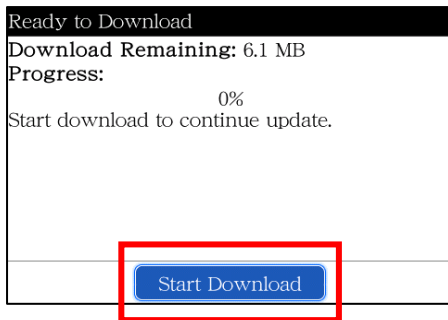 Ready to Download
Download Remaining: 6.1 MB
Progress:
0%
Start download to continue update.
Start Download